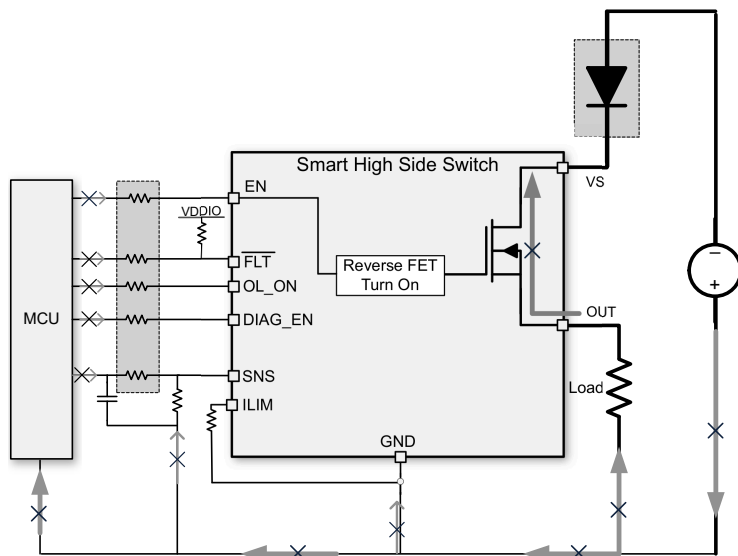 Smart High Side Switch
VS
EN
VDDIO
FLT
OL_ON
DIAG_EN
SNS
ILIM
GND
MCU
Reverse FET
Turn On
OUT
Load
−
+